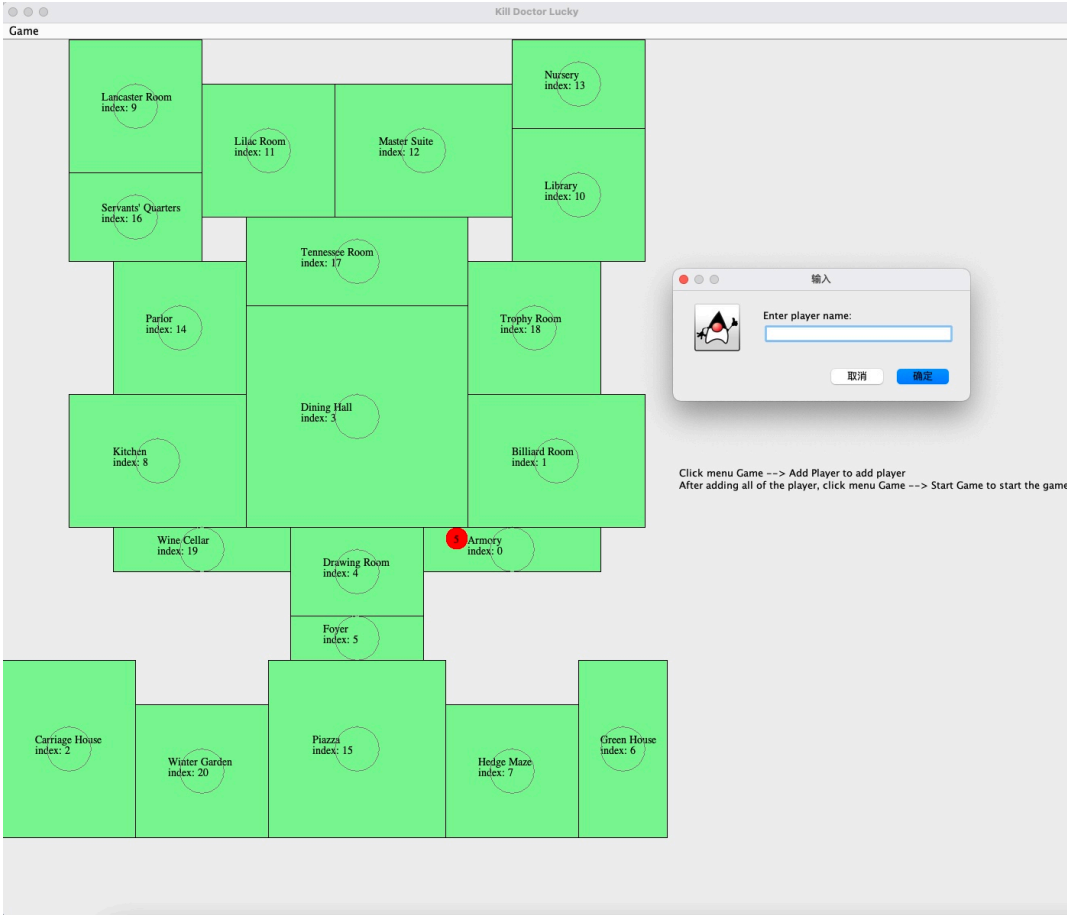 Kill Doctor Lucky
Game
Lancaster Room
index: 9
Lilac Room
index: 11
Master Suite
index: 12
Nursery
index: 13
Library
index: 10
Servants' Quarters
index: 16
Tennessee Room
index: 17
Parlor
index: 14
Trophy Room
index: 18
Dining Hall
index: 3
Kitchen
index: 8
Billiard Room
index: 1
Wine Cellar
index: 19
5
Armory
index: 0
Drawing Room
index: 4
Foyer
index: 5
Carriage House
index: 2
Winter Garden
index: 20
Piazza
index: 15
Hedge Maze
index: 7
Green House
index: 6
输入
Enter player name:
取消
确定
Click menu Game --> Add Player to add player
After adding all of the player, click menu Game --> Start Game to start the game